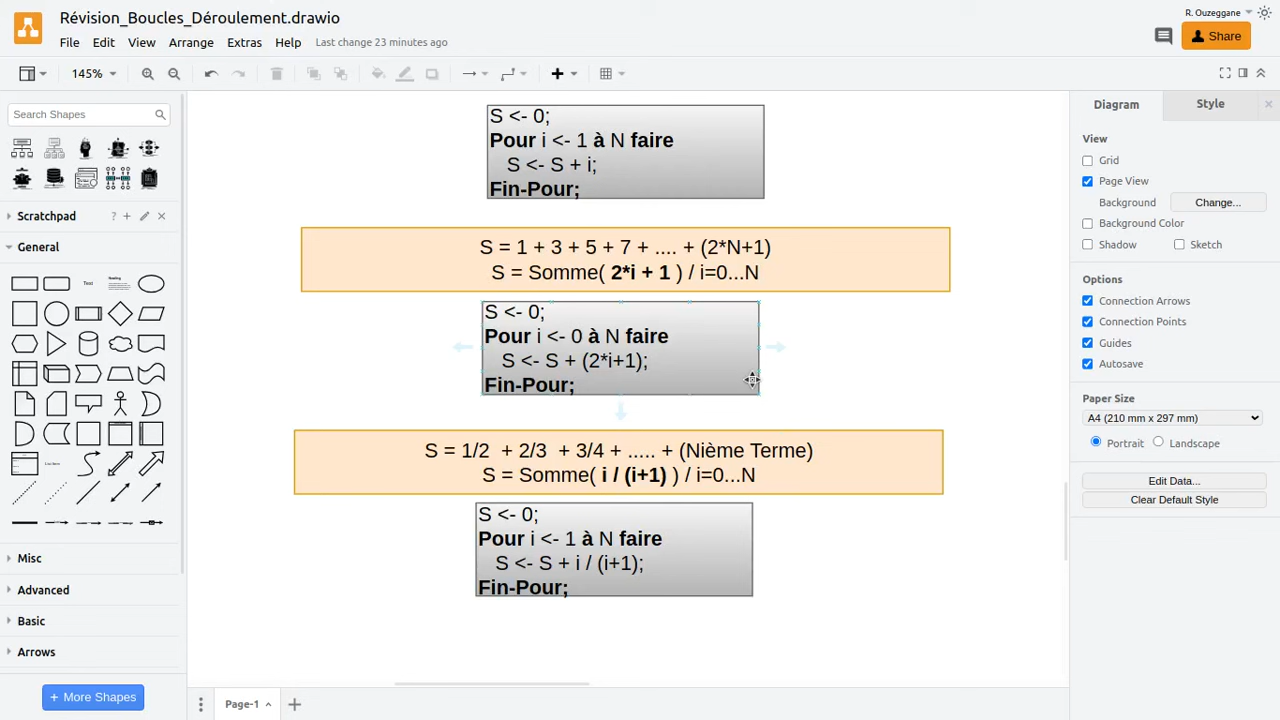 Révision_Boucles_Déroulement.drawio
R. Ouzeggane
File Edit View Arrange Extras Help Last change 23 minutes ago
Share
145%
Search Shapes
Scratchpad
General
Text
Heading
List Item
Misc
Advanced
Basic
Arrows
+ More Shapes
S <- 0;
Pour i <- 1 à N faire
S <- S + i;
Fin-Pour;
S = 1 + 3 + 5 + 7 + .... + (2*N+1)
S = Somme( 2*i + 1 ) / i=0...N
S <- 0;
Pour i <- 0 à N faire
S <- S + (2*i+1);
Fin-Pour;
S = 1/2 + 2/3 + 3/4 + ..... + (Nième Terme)
S = Somme( i / (i+1) ) / i=0...N
S <- 0;
Pour i <- 1 à N faire
S <- S + i / (i+1);
Fin-Pour;
Page-1
Diagram Style
View
Grid
Page View
Background Change...
Background Color
Shadow Sketch
Options
Connection Arrows
Connection Points
Guides
Autosave
Paper Size
A4 (210 mm x 297 mm)
Portrait Landscape
Edit Data...
Clear Default Style